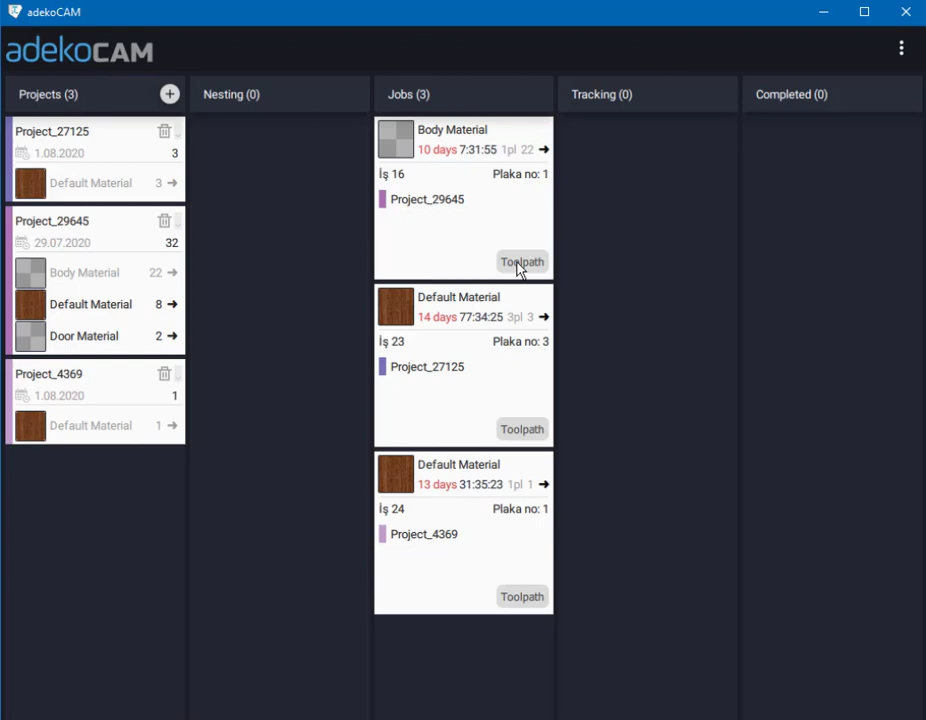 adekoCAM
adekoCAM
Projects (3)
Nesting (0)
Jobs (3)
Tracking (0)
Completed (0)
Project_27125
1.08.2020 3
Default Material 3
Project_29645
29.07.2020 32
Body Material 22
Default Material 8
Door Material 2
Project_4369
1.08.2020 1
Default Material 1
Body Material
10 days 7:31:55 1pl 22
İş 16 Plaka no: 1
Project_29645
Toolpath
Default Material
14 days 77:34:25 3pl 3
İş 23 Plaka no: 3
Project_27125
Toolpath
Default Material
13 days 31:35:23 1pl 1
İş 24 Plaka no: 1
Project_4369
Toolpath